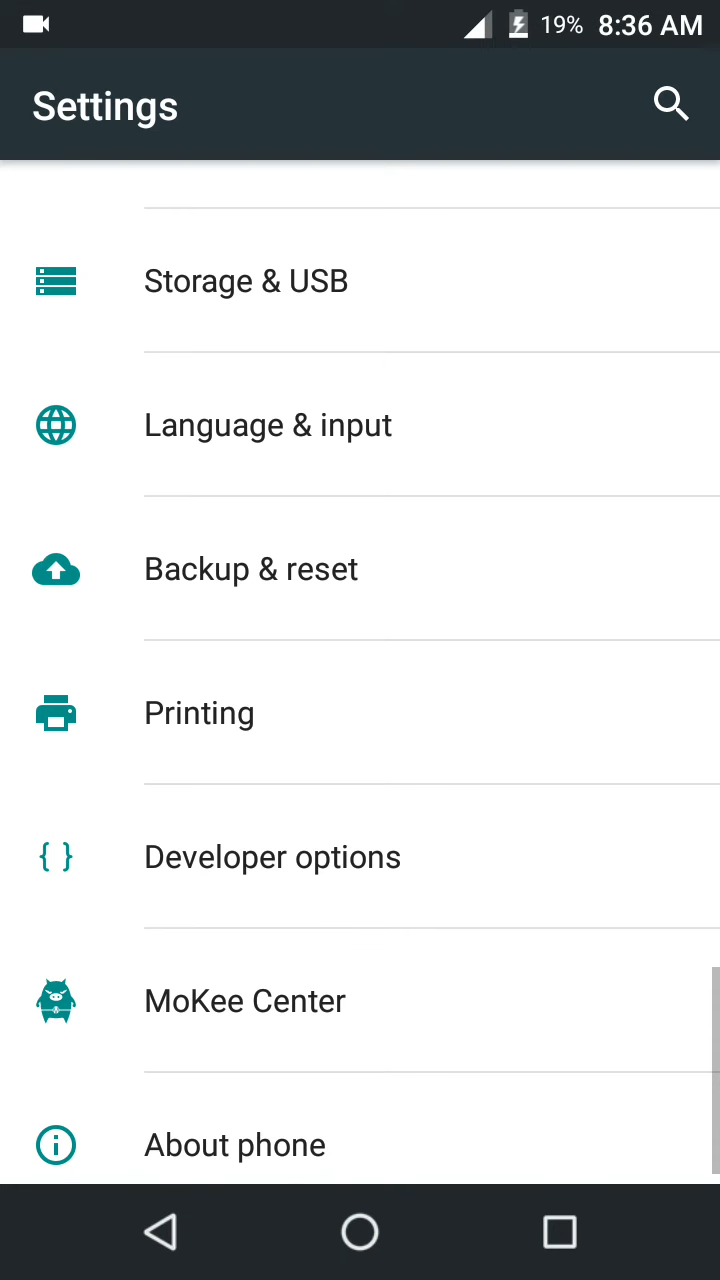 19% 8:36 AM
Settings
Storage & USB
Language & input
Backup & reset
Printing
Developer options
MoKee Center
About phone